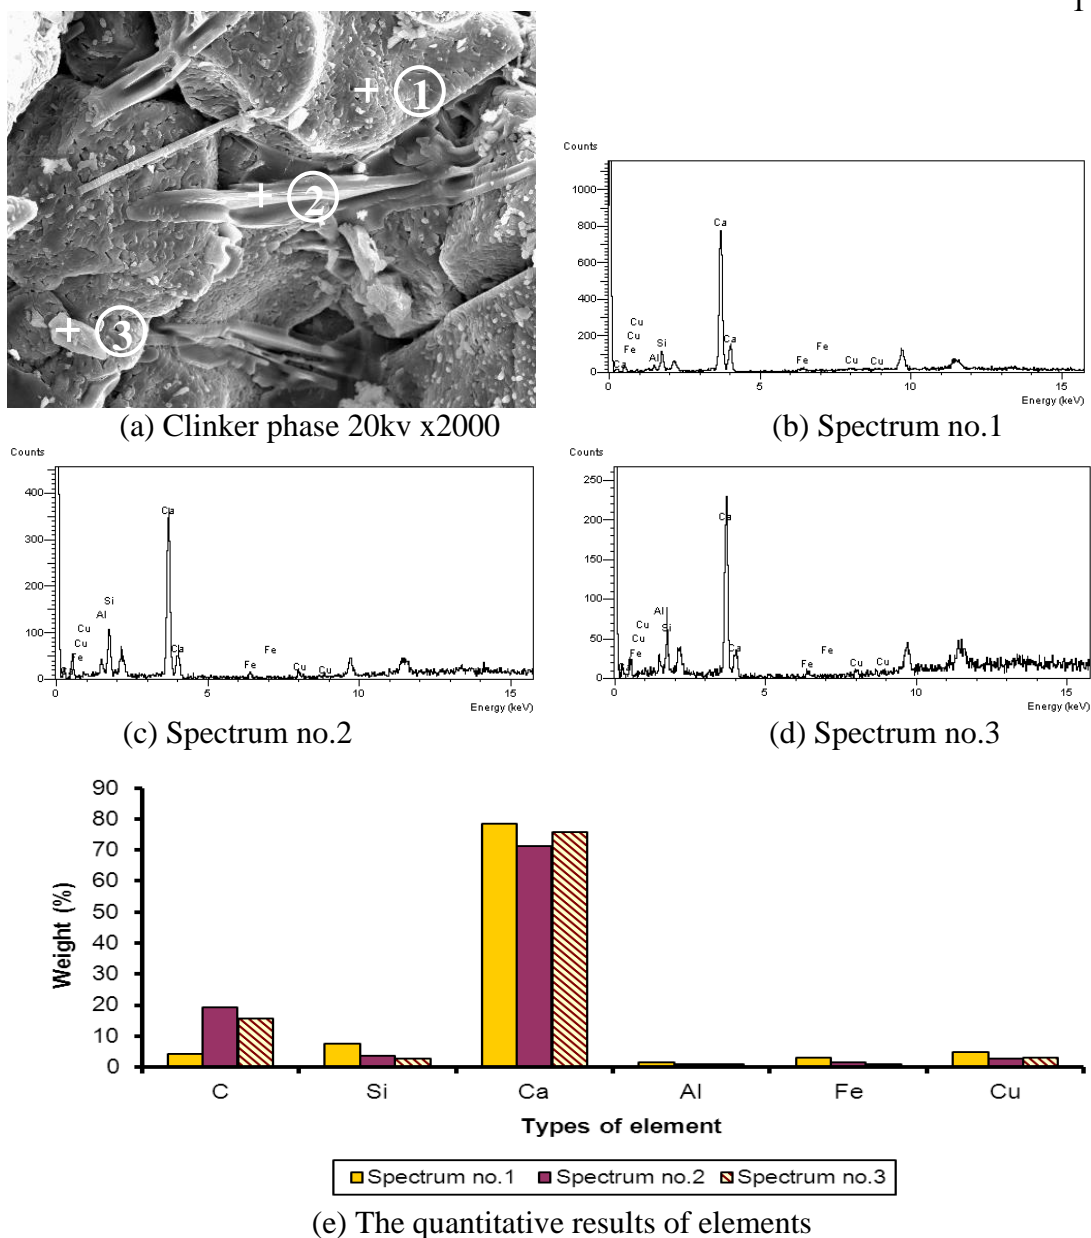 1
1
2
3
(a) Clinker phase 20kv x2000
Counts
1000
800
600
400
200
0
Ca
Cu
Cu
Fe
Ca
Al
Si
Ca
Fe
Fe
Cu
Cu
0
5
10
15
Energy (keV)
(b) Spectrum no.1
Counts
400
300
200
100
0
Ca
Si
Al
Cu
Cu
Fe
Ca
Fe
Fe
Cu
Cu
0
5
10
15
Energy (keV)
(c) Spectrum no.2
Counts
250
200
150
100
50
0
Ca
Al
Cu
Si
Cu
Fe
Ca
Fe
Fe
Cu
Cu
0
5
10
15
Energy (keV)
(d) Spectrum no.3
90
80
70
60
50
40
30
20
10
0
Weight (%)
C Si Ca Al Fe Cu
Types of element
Spectrum no.1 Spectrum no.2 Spectrum no.3
(e) The quantitative results of elements